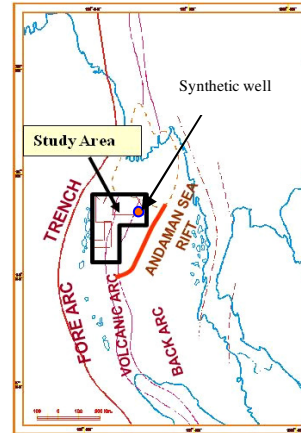 Synthetic well
Study Area
TRENCH
FORE ARC
VOLCANIC ARC
ANDAMAN SEA
RIFT
BACK ARC